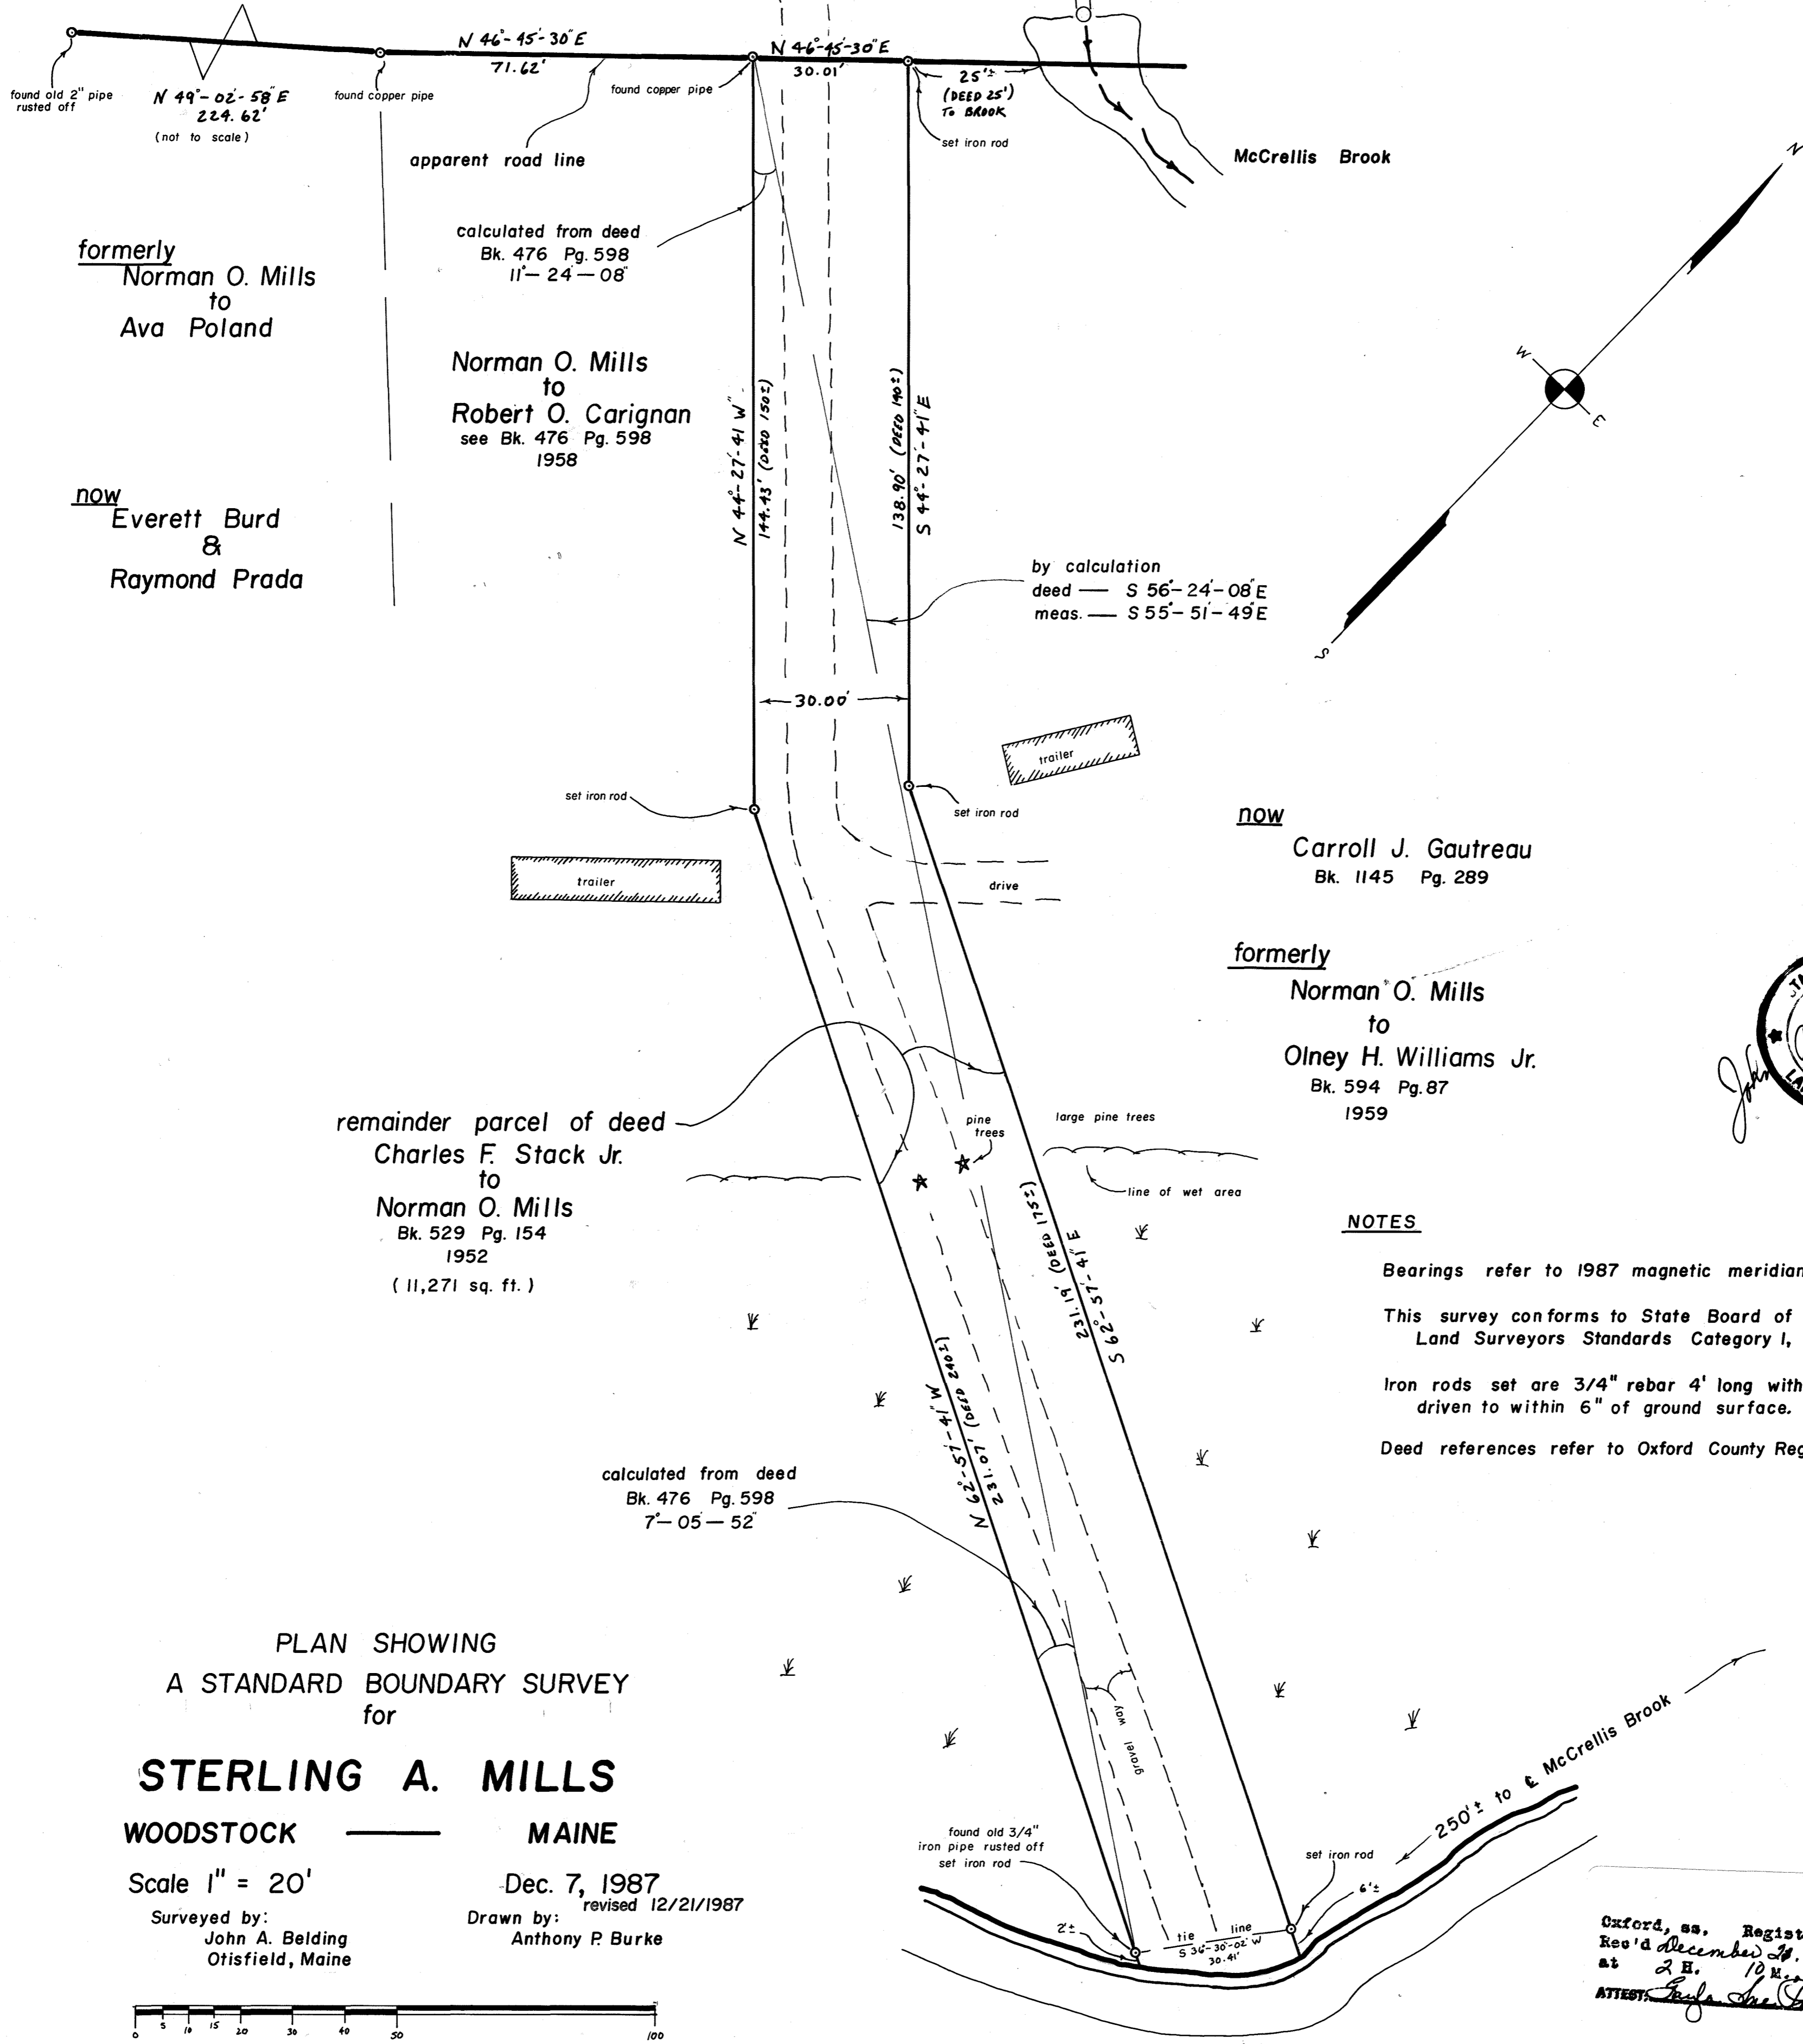 N 46°-45'-30" E
71.62'
N 46°-45'-30" E
30.01'
25'±
(DEED 25')
TO BROOK
found old 2" pipe
rusted off
N 49°-02'-58" E
224.62'
(not to scale)
found copper pipe
found copper pipe
set iron rod
apparent road line
McCrellis Brook
N
W
E
S
calculated from deed
Bk. 476 Pg. 598
11°-24'-08"
formerly
Norman O. Mills
to
Ava Poland
Norman O. Mills
to
Robert O. Carignan
see Bk. 476 Pg. 598
1958
N 44°-27'-41" W
144.43' (DEED 150±)
138.90' (DEED 140±)
S 44°-27'-41" E
now
Everett Burd
&
Raymond Prada
by calculation
deed — S 56°-24'-08" E
meas. — S 55°-51'-49" E
30.00'
trailer
set iron rod
set iron rod
trailer
drive
now
Carroll J. Gautreau
Bk. 1145 Pg. 289
formerly
Norman O. Mills
to
Olney H. Williams Jr.
Bk. 594 Pg. 87
1959
John
remainder parcel of deed
Charles F. Stack Jr.
to
Norman O. Mills
Bk. 529 Pg. 154
1952
(11,271 sq. ft.)
pine
trees
large pine trees
line of wet area
231.19' (DEED 175±)
S 62°-57'-41" E
N 62°-57'-41" W
231.07' (DEED 240±)
NOTES
Bearings refer to 1987 magnetic meridian
This survey conforms to State Board of
Land Surveyors Standards Category 1,
Iron rods set are 3/4" rebar 4' long with
driven to within 6" of ground surface.
Deed references refer to Oxford County Reg
calculated from deed
Bk. 476 Pg. 598
7°-05'-52"
gravel way
PLAN SHOWING
A STANDARD BOUNDARY SURVEY
for
STERLING A. MILLS
WOODSTOCK — MAINE
Scale 1" = 20'
Dec. 7, 1987
revised 12/21/1987
Surveyed by:
John A. Belding
Otisfield, Maine
Drawn by:
Anthony P. Burke
0 5 10 15 20 30 40 50 100
found old 3/4"
iron pipe rusted off
set iron rod
2'±
tie line
S 36°-30'-02" W
30.41'
set iron rod
6'±
250'± to ℄ McCrellis Brook
Oxford, ss. Regist
Rec'd December
at 2 H. 10 M.
ATTEST: